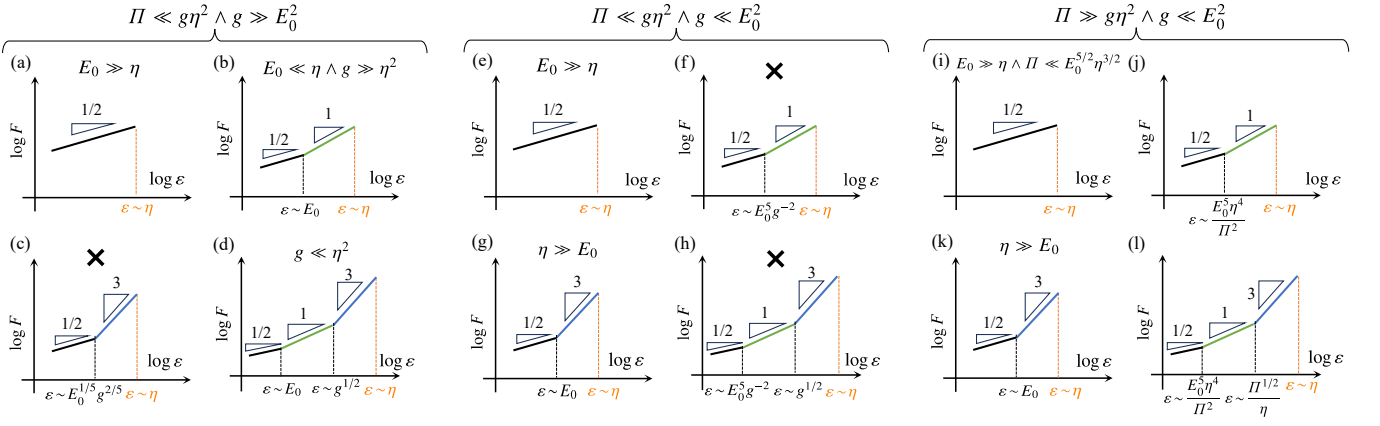 Π ≪ gη² ∧ g ≫ E₀²
(a) E₀ ≫ η
1/2
log F
log ε
ε~η
(b) E₀ ≪ η ∧ g ≫ η²
1/2
1
log F
log ε
ε~E₀ ε~η
(c)
1/2
3
log F
log ε
ε~E₀^{1/5}g^{2/5} ε~η
(d) g ≪ η²
1/2
1
3
log F
log ε
ε~E₀ ε~g^{1/2} ε~η
Π ≪ gη² ∧ g ≪ E₀²
(e) E₀ ≫ η
1/2
log F
log ε
ε~η
(f)
1/2
1
log F
log ε
ε~E₀⁵g⁻² ε~η
(g) η ≫ E₀
1/2
3
log F
log ε
ε~E₀ ε~η
(h)
1/2
1
3
log F
log ε
ε~E₀⁵g⁻² ε~g^{1/2} ε~η
Π ≫ gη² ∧ g ≪ E₀²
(i) E₀ ≫ η ∧ Π ≪ E₀^{5/2}η^{3/2}
1/2
log F
log ε
ε~η
(j)
1/2
1
log F
log ε
ε~E₀⁵η⁴/Π² ε~η
(k) η ≫ E₀
1/2
3
log F
log ε
ε~E₀ ε~η
(l)
1/2
1
3
log F
log ε
ε~E₀⁵η⁴/Π² ε~Π^{1/2}/η ε~η